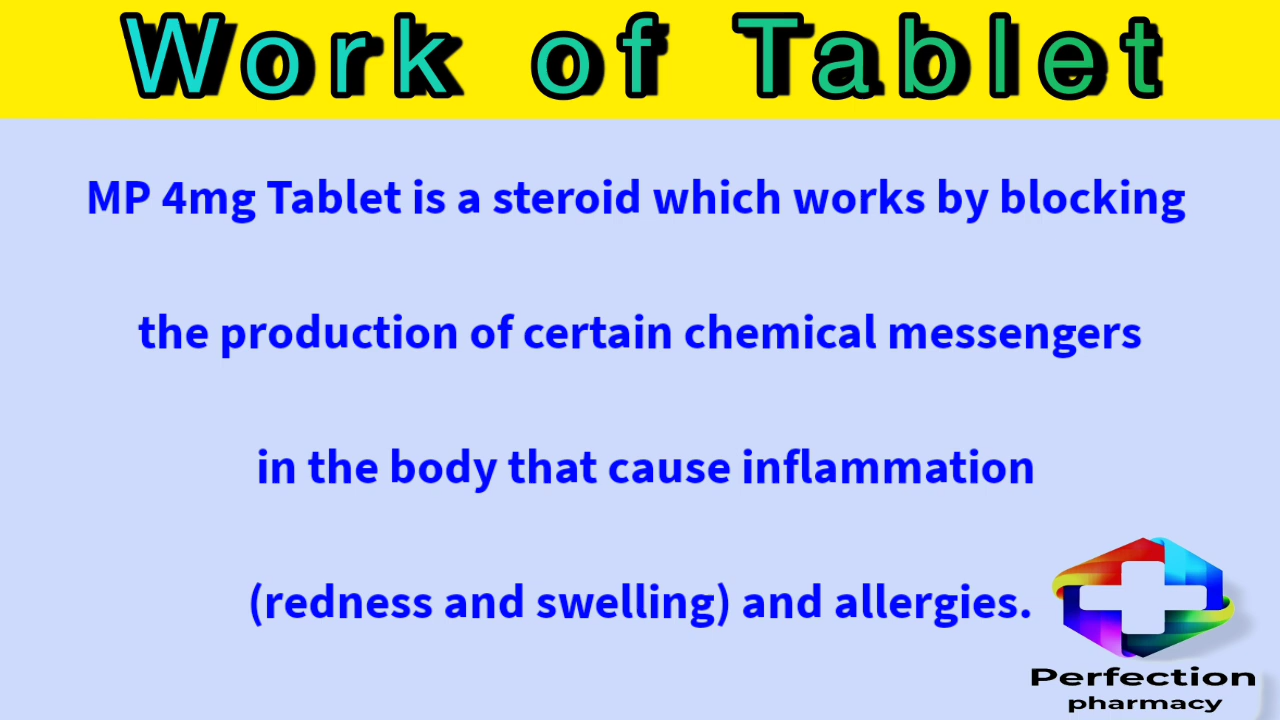 Work of Tablet
MP 4mg Tablet is a steroid which works by blocking
the production of certain chemical messengers
in the body that cause inflammation
(redness and swelling) and allergies.
Perfection
pharmacy